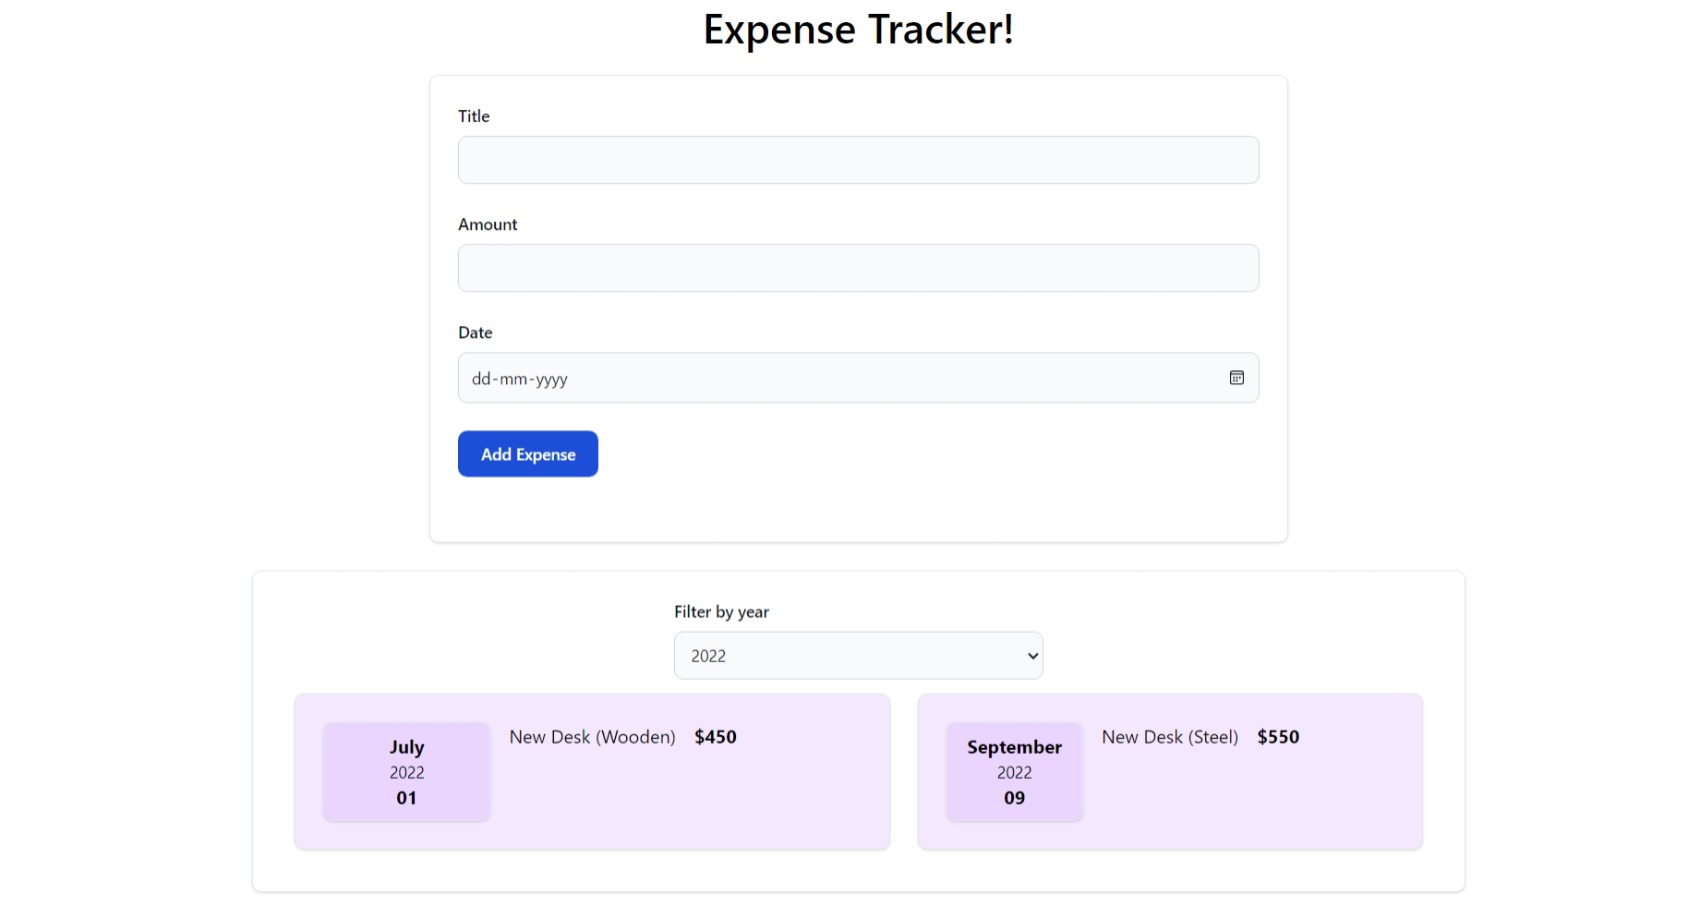 Expense Tracker!
Title
Amount
Date
dd-mm-yyyy
Add Expense
Filter by year
2022
July
2022
01
New Desk (Wooden) $450
September
2022
09
New Desk (Steel) $550